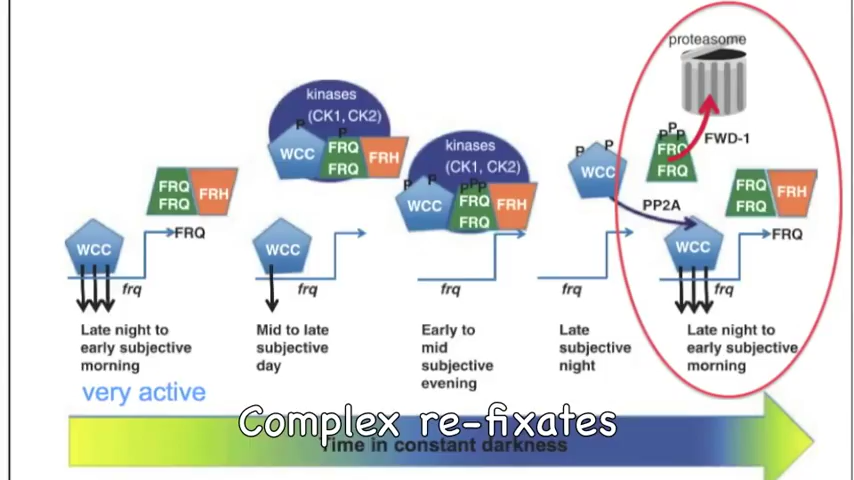 proteasome
kinases
(CK1, CK2)
P
P
WCC
FRQ
FRQ
FRH
kinases
(CK1, CK2)
P
P
PPP
WCC
FRQ
FRQ
FRH
P
P
WCC
P
P
P
FRQ
FRQ
FWD-1
PP2A
FRQ
FRQ
FRH
FRQ
FRQ
FRH
WCC
FRQ
frq
WCC
frq
frq
frq
WCC
FRQ
frq
Late night to
early subjective
morning
Mid to late
subjective
day
Early to
mid
subjective
evening
Late
subjective
night
Late night to
early subjective
morning
very active
Complex re-fixates
Time in constant darkness